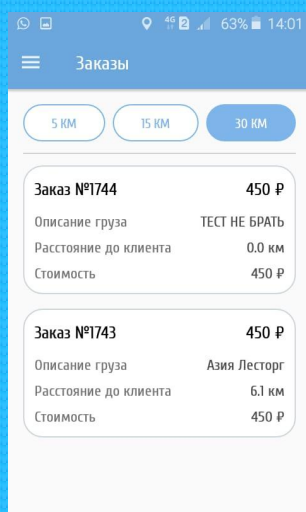 4G 2 63% 14:01
Заказы
5 КМ 15 КМ 30 КМ
Заказ №1744 450 ₽
Описание груза ТЕСТ НЕ БРАТЬ
Расстояние до клиента 0.0 км
Стоимость 450 ₽
Заказ №1743 450 ₽
Описание груза Азия Лесторг
Расстояние до клиента 6.1 км
Стоимость 450 ₽